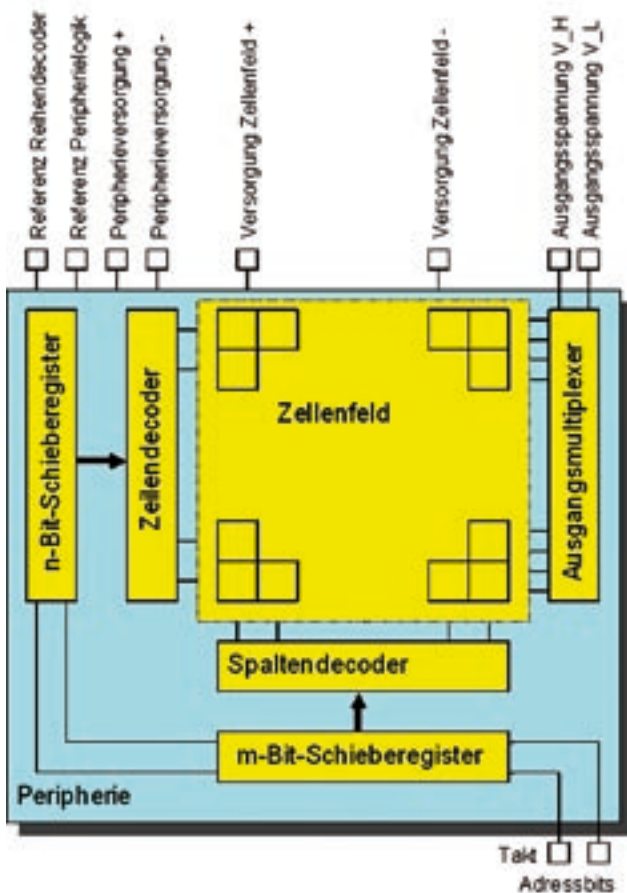 Referenz Reihendecoder
Referenz Peripherielogik
Peripherieversorgung +
Peripherieversorgung -
Versorgung Zellenfeld +
Versorgung Zellenfeld -
Ausgangsspannung V_H
Ausgangsspannung V_L
n-Bit-Schieberegister
Zeilendecoder
Zellenfeld
Ausgangsmultiplexer
Spaltendecoder
m-Bit-Schieberegister
Peripherie
Takt
Adressbits